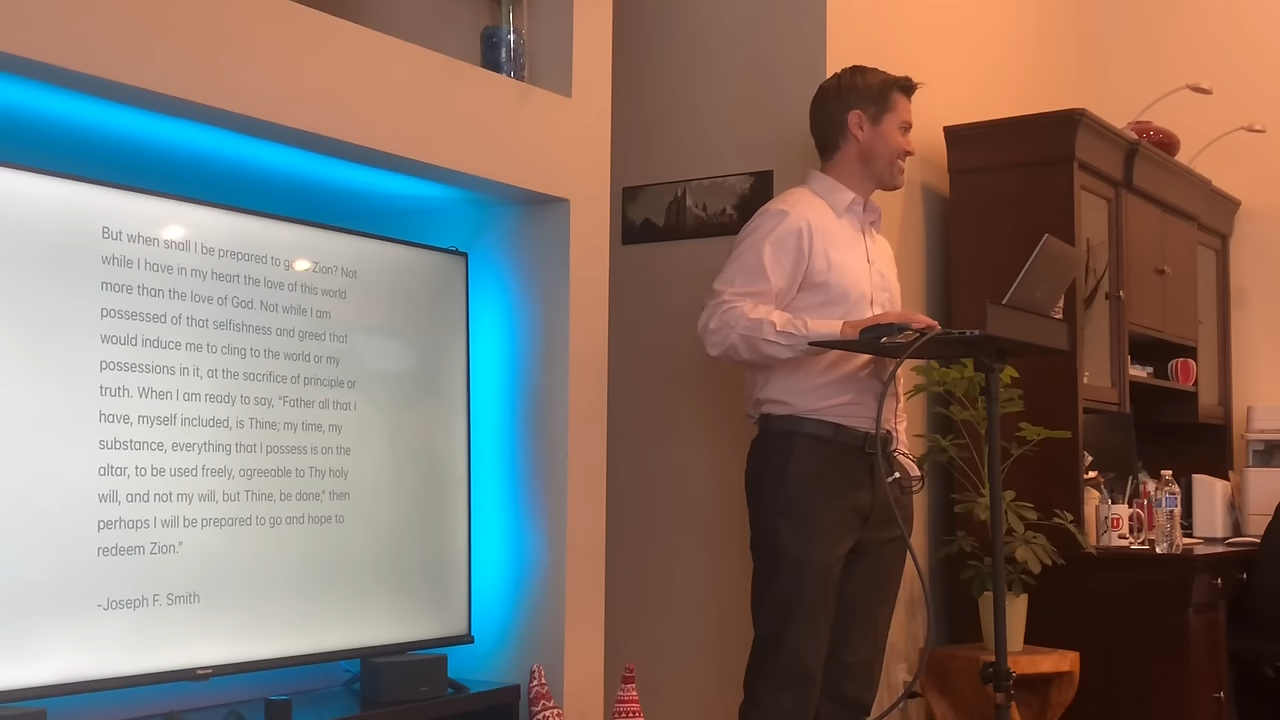 But when shall I be prepared to go Zion? Not
while I have in my heart the love of this world
more than the love of God. Not while I am
possessed of that selfishness and greed that
would induce me to cling to the world or my
possessions in it, at the sacrifice of principle or
truth. When I am ready to say, “Father all that I
have, myself included, is Thine; my time, my
substance, everything that I possess is on the
altar, to be used freely, agreeable to Thy holy
will, and not my will, but Thine, be done,” then
perhaps I will be prepared to go and hope to
redeem Zion.”
-Joseph F. Smith
Hisense
U